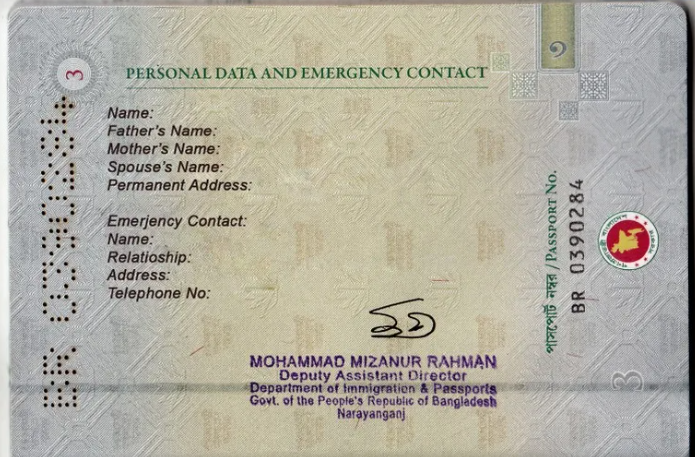 3
PERSONAL DATA AND EMERGENCY CONTACT
Name:
Father's Name:
Mother's Name:
Spouse's Name:
Permanent Address:
Emerjency Contact:
Name:
Relatioship:
Address:
Telephone No:
MOHAMMAD MIZANUR RAHMAN
Deputy Assistant Director
Department of Immigration & Passports
Govt. of the People's Republic of Bangladesh
Narayanganj
পাসপোর্ট নম্বর / PASSPORT No.
BR 0390284
BR 0390284
৩
3